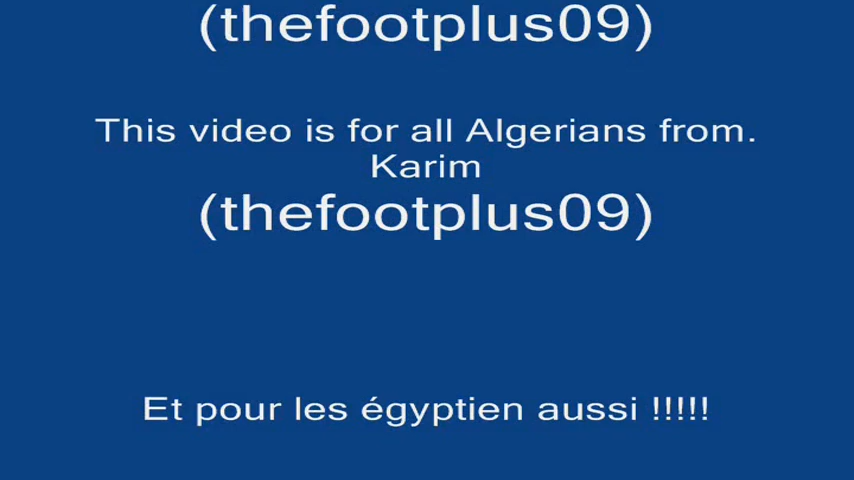 (thefootplus09)
This video is for all Algerians from.
Karim
(thefootplus09)
Et pour les égyptien aussi !!!!!